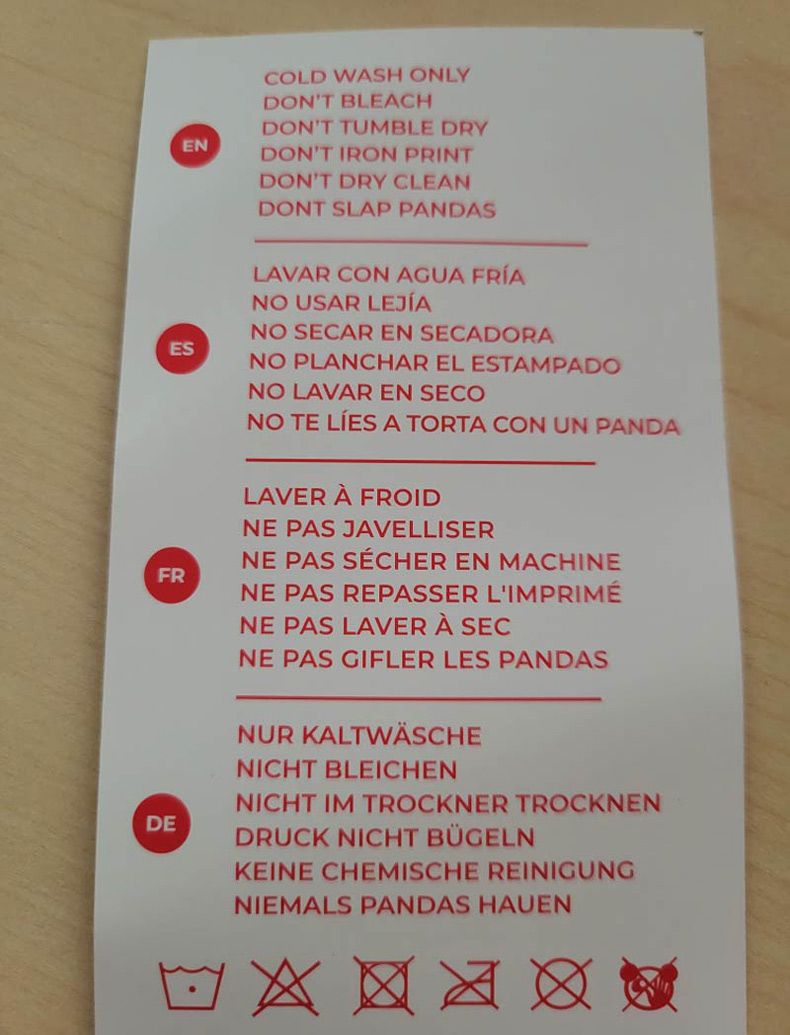 EN
COLD WASH ONLY
DON'T BLEACH
DON'T TUMBLE DRY
DON'T IRON PRINT
DON'T DRY CLEAN
DONT SLAP PANDAS
ES
LAVAR CON AGUA FRÍA
NO USAR LEJÍA
NO SECAR EN SECADORA
NO PLANCHAR EL ESTAMPADO
NO LAVAR EN SECO
NO TE LÍES A TORTA CON UN PANDA
FR
LAVER À FROID
NE PAS JAVELLISER
NE PAS SÉCHER EN MACHINE
NE PAS REPASSER L'IMPRIMÉ
NE PAS LAVER À SEC
NE PAS GIFLER LES PANDAS
DE
NUR KALTWÄSCHE
NICHT BLEICHEN
NICHT IM TROCKNER TROCKNEN
DRUCK NICHT BÜGELN
KEINE CHEMISCHE REINIGUNG
NIEMALS PANDAS HAUEN